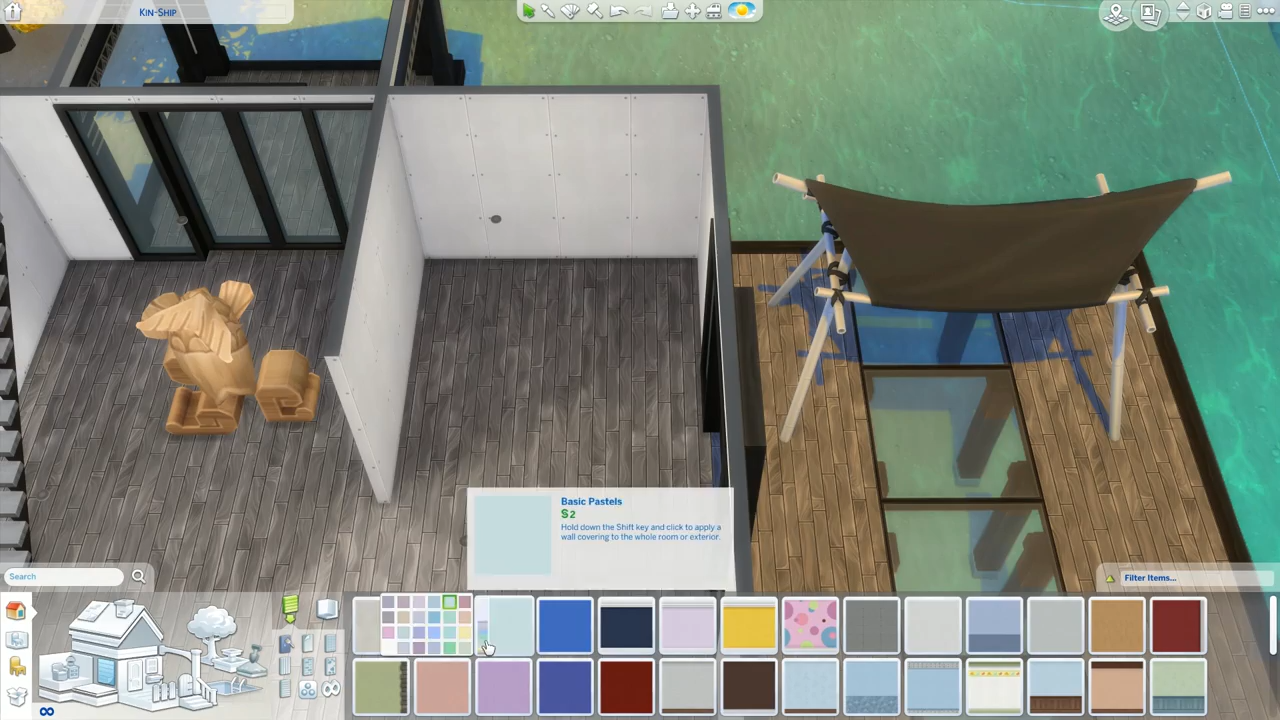 Kin-Ship
Basic Pastels
§2
Hold down the Shift key and click to apply a
wall covering to the whole room or exterior.
Search
Filter Items...